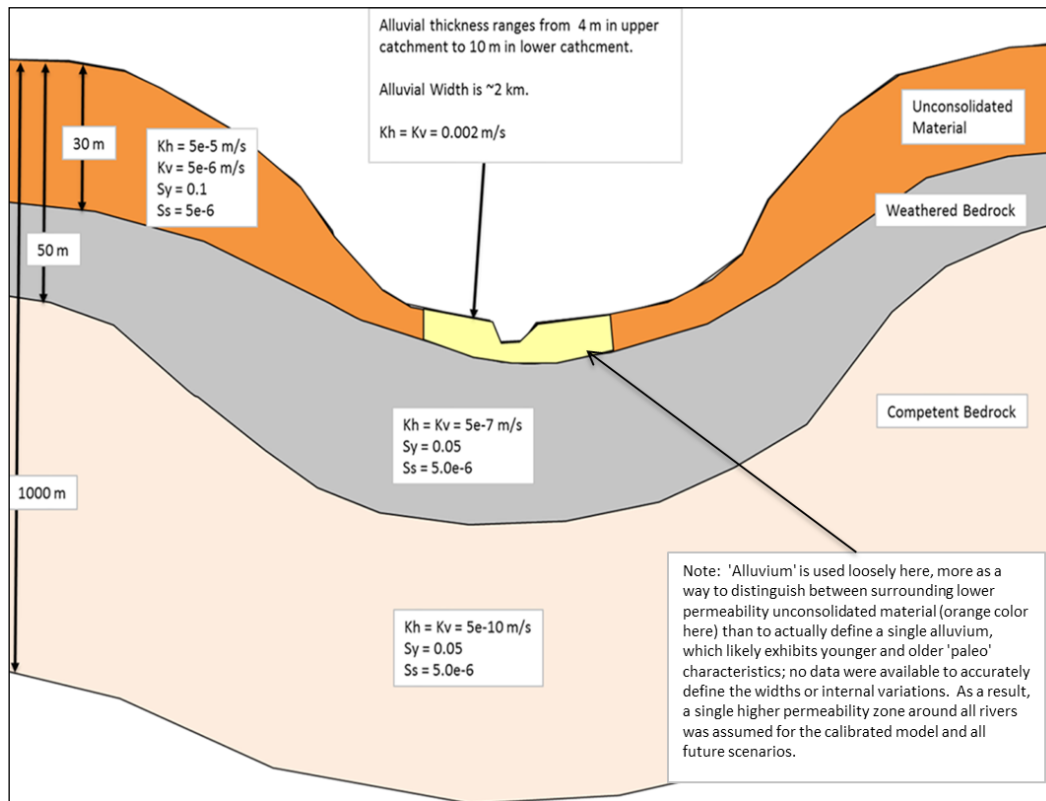 Alluvial thickness ranges from 4 m in upper
catchment to 10 m in lower cathcment.
Alluvial Width is ~2 km.
Kh = Kv = 0.002 m/s
Unconsolidated
Material
30 m
Kh = 5e-5 m/s
Kv = 5e-6 m/s
Sy = 0.1
Ss = 5e-6
Weathered Bedrock
50 m
Kh = Kv = 5e-7 m/s
Sy = 0.05
Ss = 5.0e-6
Competent Bedrock
1000 m
Note: 'Alluvium' is used loosely here, more as a
way to distinguish between surrounding lower
permeability unconsolidated material (orange color
here) than to actually define a single alluvium,
which likely exhibits younger and older 'paleo'
characteristics; no data were available to accurately
define the widths or internal variations. As a result,
a single higher permeability zone around all rivers
was assumed for the calibrated model and all
future scenarios.
Kh = Kv = 5e-10 m/s
Sy = 0.05
Ss = 5.0e-6